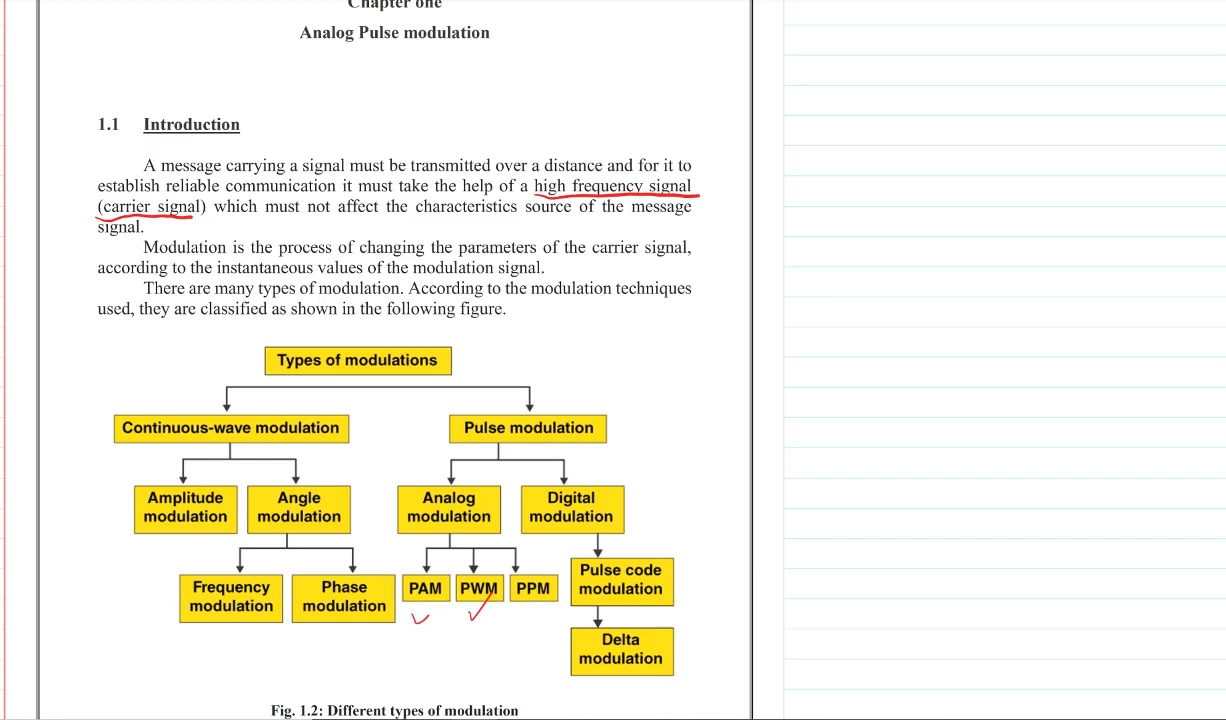 Chapter one
Analog Pulse modulation
1.1 Introduction
A message carrying a signal must be transmitted over a distance and for it to
establish reliable communication it must take the help of a high frequency signal
(carrier signal) which must not affect the characteristics source of the message
signal.
Modulation is the process of changing the parameters of the carrier signal,
according to the instantaneous values of the modulation signal.
There are many types of modulation. According to the modulation techniques
used, they are classified as shown in the following figure.
Types of modulations
Continuous-wave modulation
Pulse modulation
Amplitude
modulation
Angle
modulation
Analog
modulation
Digital
modulation
Frequency
modulation
Phase
modulation
PAM
PWM
PPM
Pulse code
modulation
Delta
modulation
Fig. 1.2: Different types of modulation